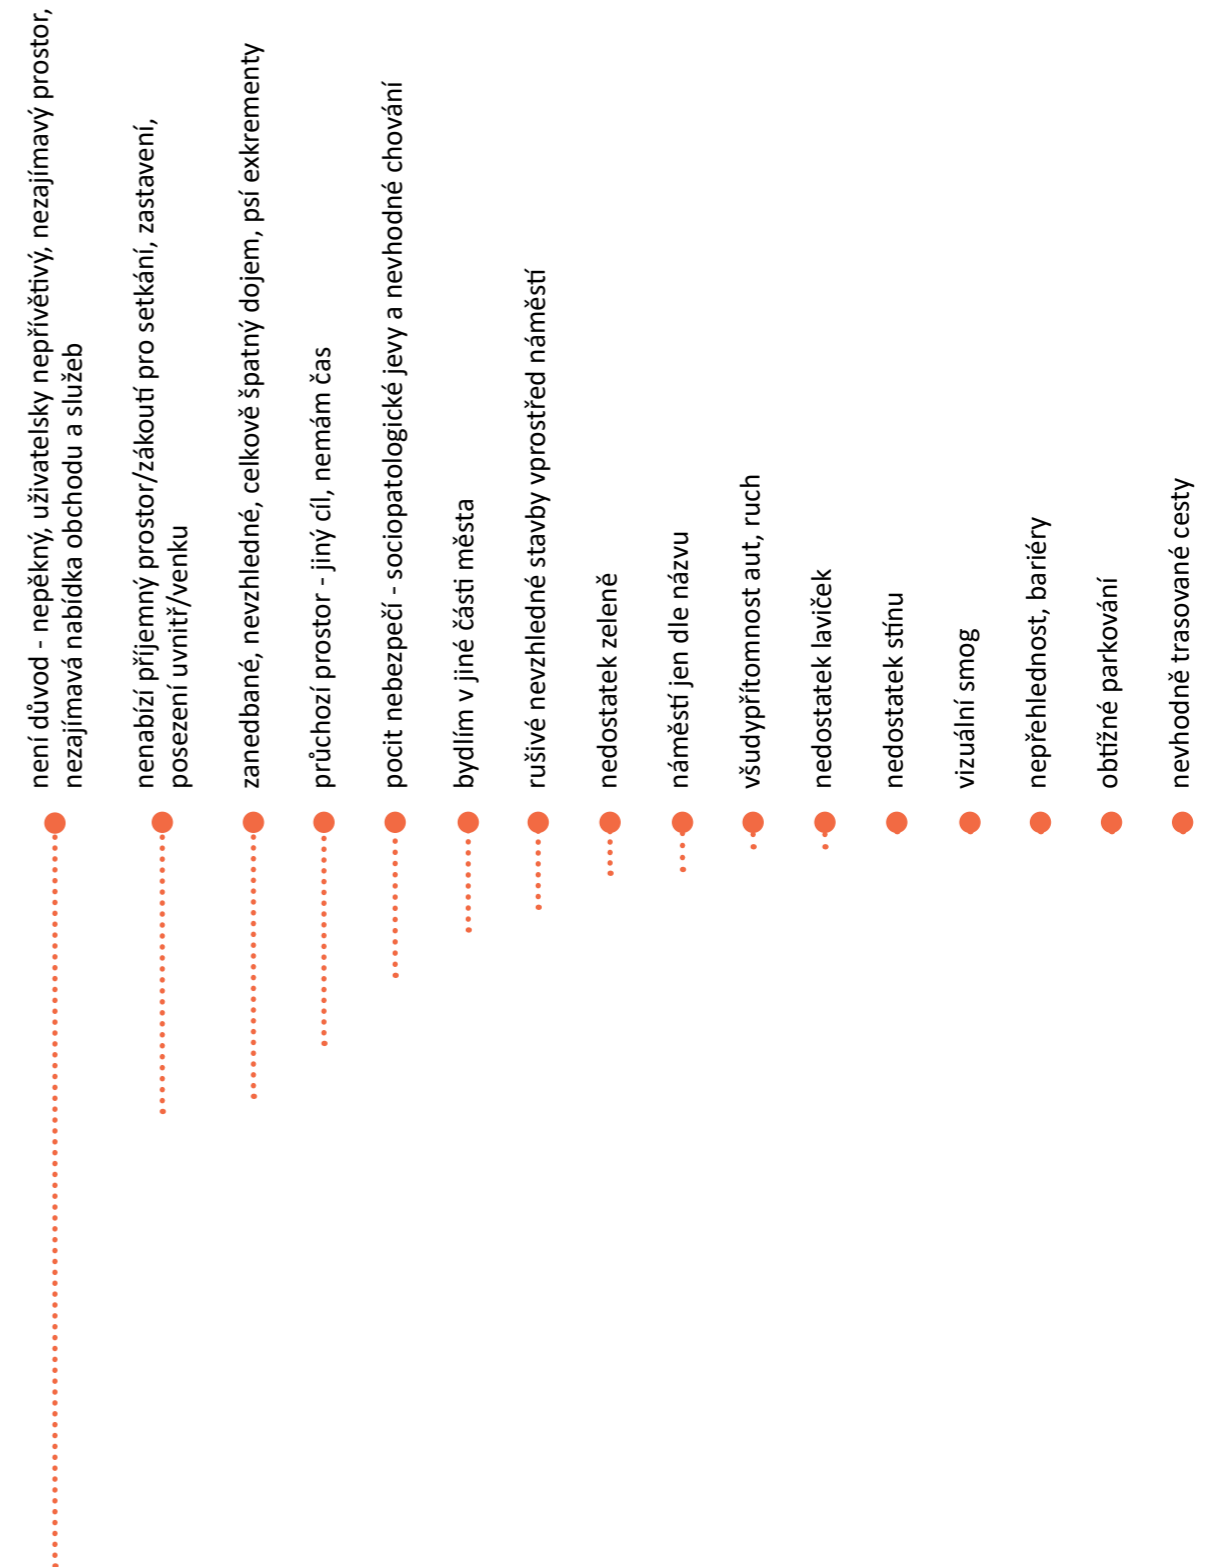 není důvod - nepěkný, uživatelsky nepřívětivý, nezajímavý prostor,
nezajímavá nabídka obchodu a služeb
nenabízí příjemný prostor/zákoutí pro setkání, zastavení,
posezení uvnitř/venku
zanedbané, nevzhledné, celkově špatný dojem, psí exkrementy
průchozí prostor - jiný cíl, nemám čas
pocit nebezpečí - sociopatologické jevy a nevhodné chování
bydlím v jiné části města
rušivé nevzhledné stavby vprostřed náměstí
nedostatek zeleně
náměstí jen dle názvu
všudypřítomnost aut, ruch
nedostatek laviček
nedostatek stínu
vizuální smog
nepřehlednost, bariéry
obtížné parkování
nevhodně trasované cesty